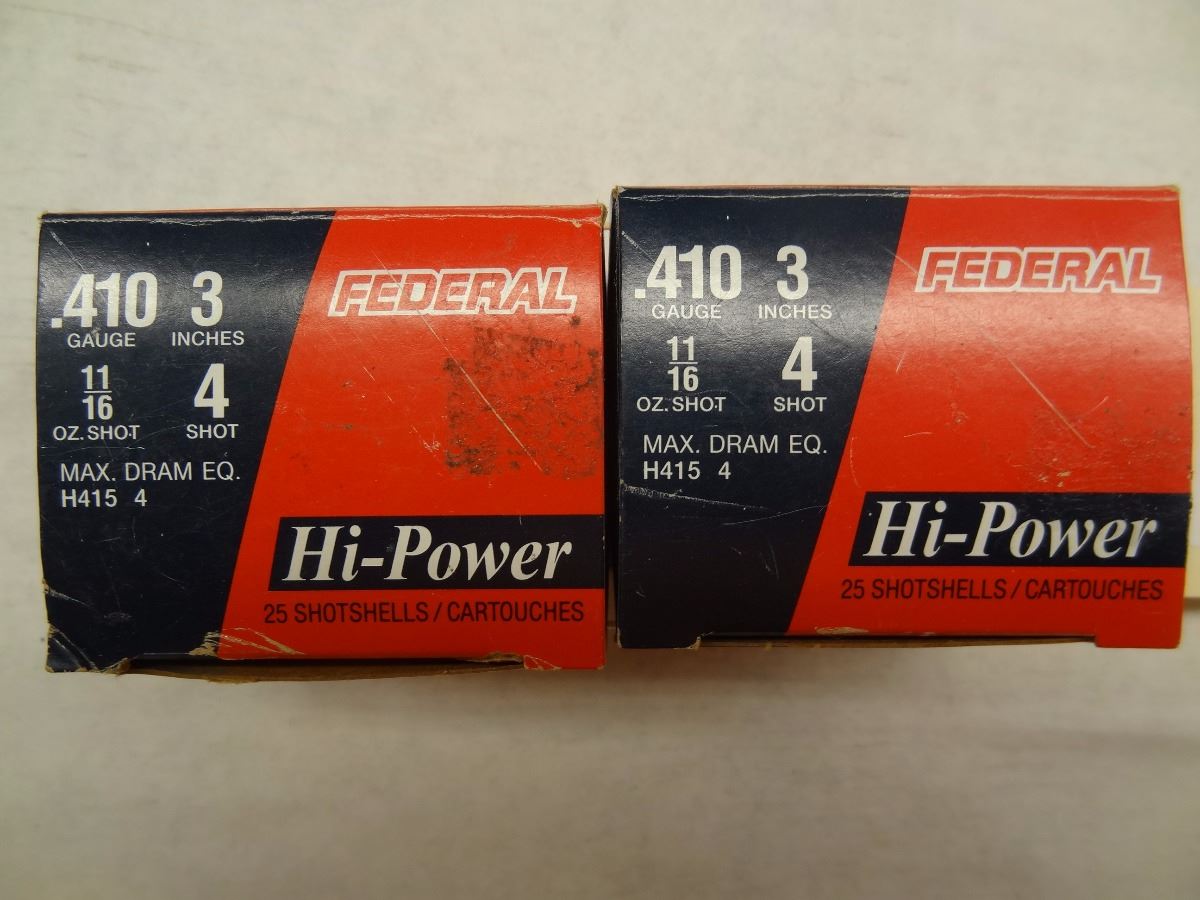 .410 3
GAUGE INCHES
11/16 4
OZ. SHOT SHOT
MAX. DRAM EQ.
H415 4
FEDERAL
Hi-Power
25 SHOTSHELLS / CARTOUCHES
.410 3
GAUGE INCHES
11/16 4
OZ. SHOT SHOT
MAX. DRAM EQ.
H415 4
FEDERAL
Hi-Power
25 SHOTSHELLS / CARTOUCHES